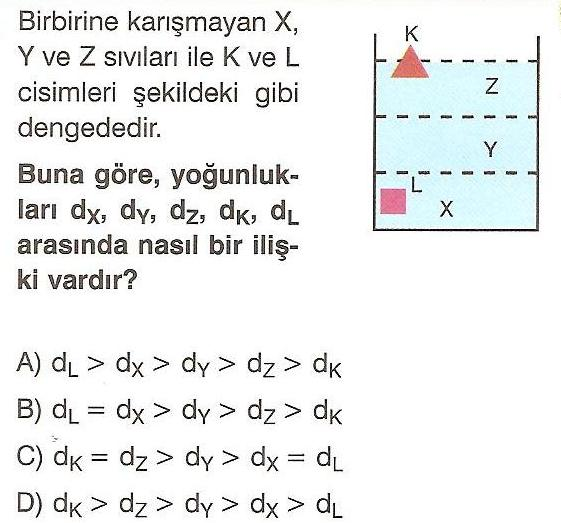 Birbirine karışmayan X,
Y ve Z sıvıları ile K ve L
cisimleri şekildeki gibi
dengededir.
Buna göre, yoğunluk-
ları dX, dY, dZ, dK, dL
arasında nasıl bir iliş-
ki vardır?
K
Z
Y
L
X
A) dL > dX > dY > dZ > dK
B) dL = dX > dY > dZ > dK
C) dK = dZ > dY > dX = dL
D) dK > dZ > dY > dX > dL